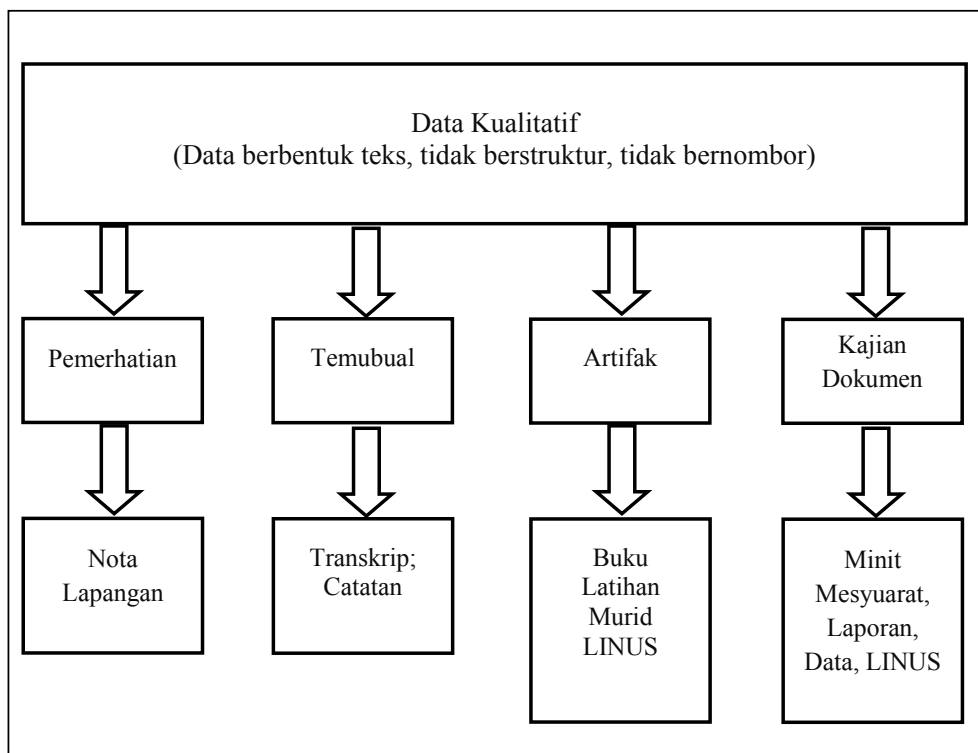 Data Kualitatif
(Data berbentuk teks, tidak berstruktur, tidak bernombor)
Pemerhatian
Temubual
Artifak
Kajian
Dokumen
Nota
Lapangan
Transkrip;
Catatan
Buku
Latihan
Murid
LINUS
Minit
Mesyuarat,
Laporan,
Data, LINUS